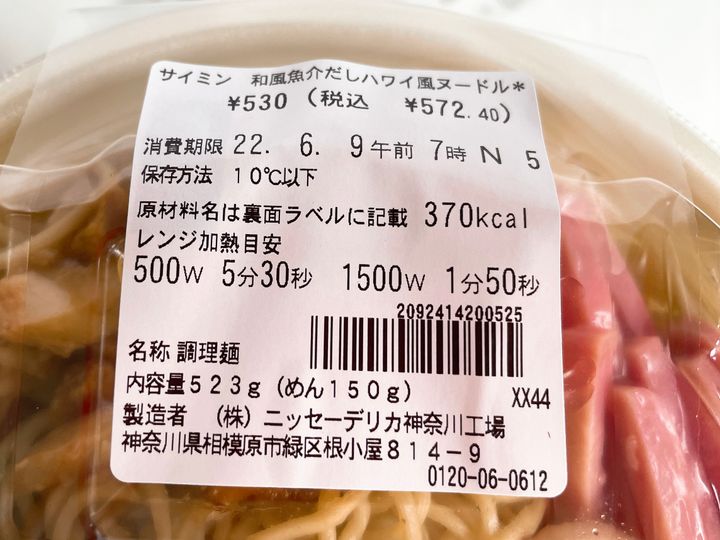 サイミン 和風魚介だしハワイ風ヌードル*
¥530（税込 ¥572.40）
消費期限 22. 6. 9午前 7時 N 5
保存方法 10℃以下
原材料名は裏面ラベルに記載 370kcal
レンジ加熱目安
500W 5分30秒 1500W 1分50秒
2092414200525
名称 調理麺
内容量523g（めん150g）
XX44
製造者 （株）ニッセーデリカ神奈川工場
神奈川県相模原市緑区根小屋814-9
0120-06-0612